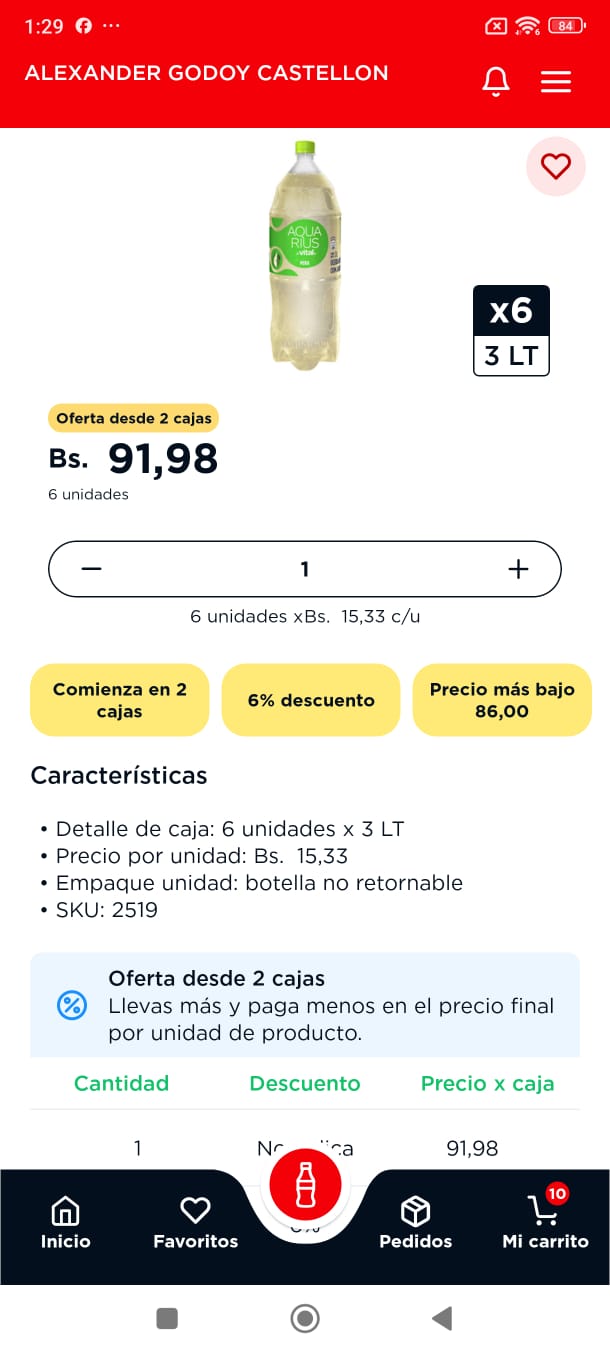 1:29
84
ALEXANDER GODOY CASTELLON
AQUA
RIUS
vital
PERA
x6
3 LT
Oferta desde 2 cajas
Bs. 91,98
6 unidades
1
6 unidades xBs. 15,33 c/u
Comienza en 2
cajas
6% descuento
Precio más bajo
86,00
Características
• Detalle de caja: 6 unidades x 3 LT
• Precio por unidad: Bs. 15,33
• Empaque unidad: botella no retornable
• SKU: 2519
Oferta desde 2 cajas
Llevas más y paga menos en el precio final
por unidad de producto.
Cantidad Descuento Precio x caja
1 91,98
10
Inicio Favoritos Pedidos Mi carrito